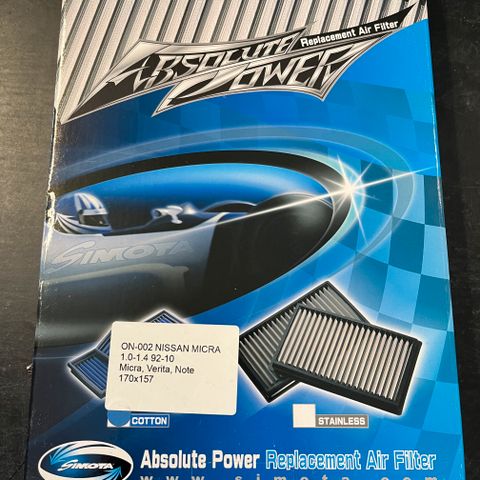 Replacement Air Filter
ABSOLUTE
POWER
SIMOTA
ON-002 NISSAN MICRA
1.0-1.4 92-10
Micra, Verita, Note
170x157
COTTON
STAINLESS
SIMOTA
Absolute Power Replacement Air Filter